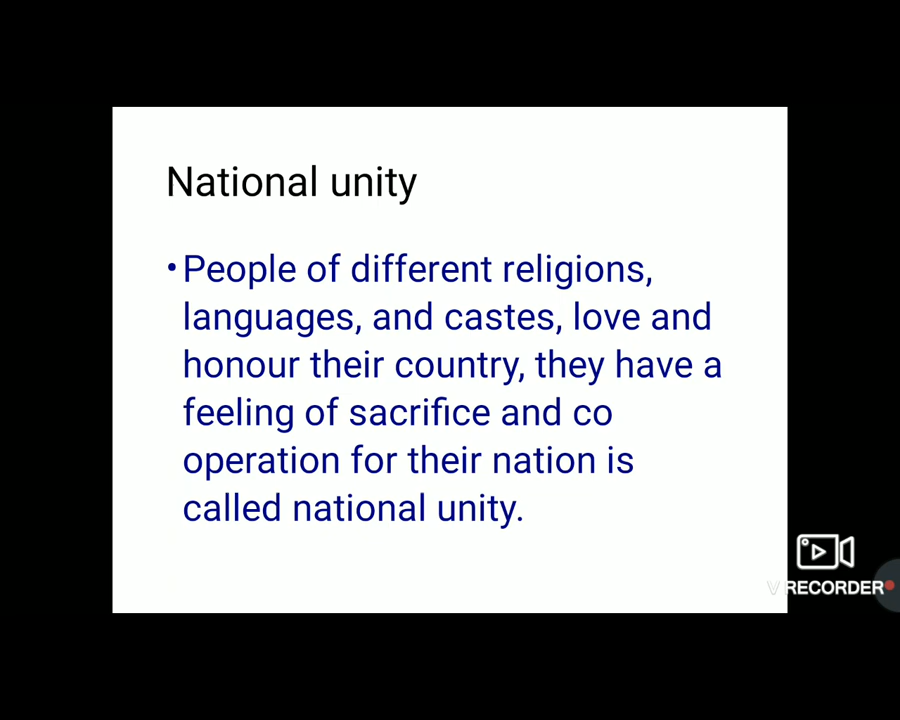 National unity
• People of different religions,
languages, and castes, love and
honour their country, they have a
feeling of sacrifice and co
operation for their nation is
called national unity.
V RECORDER